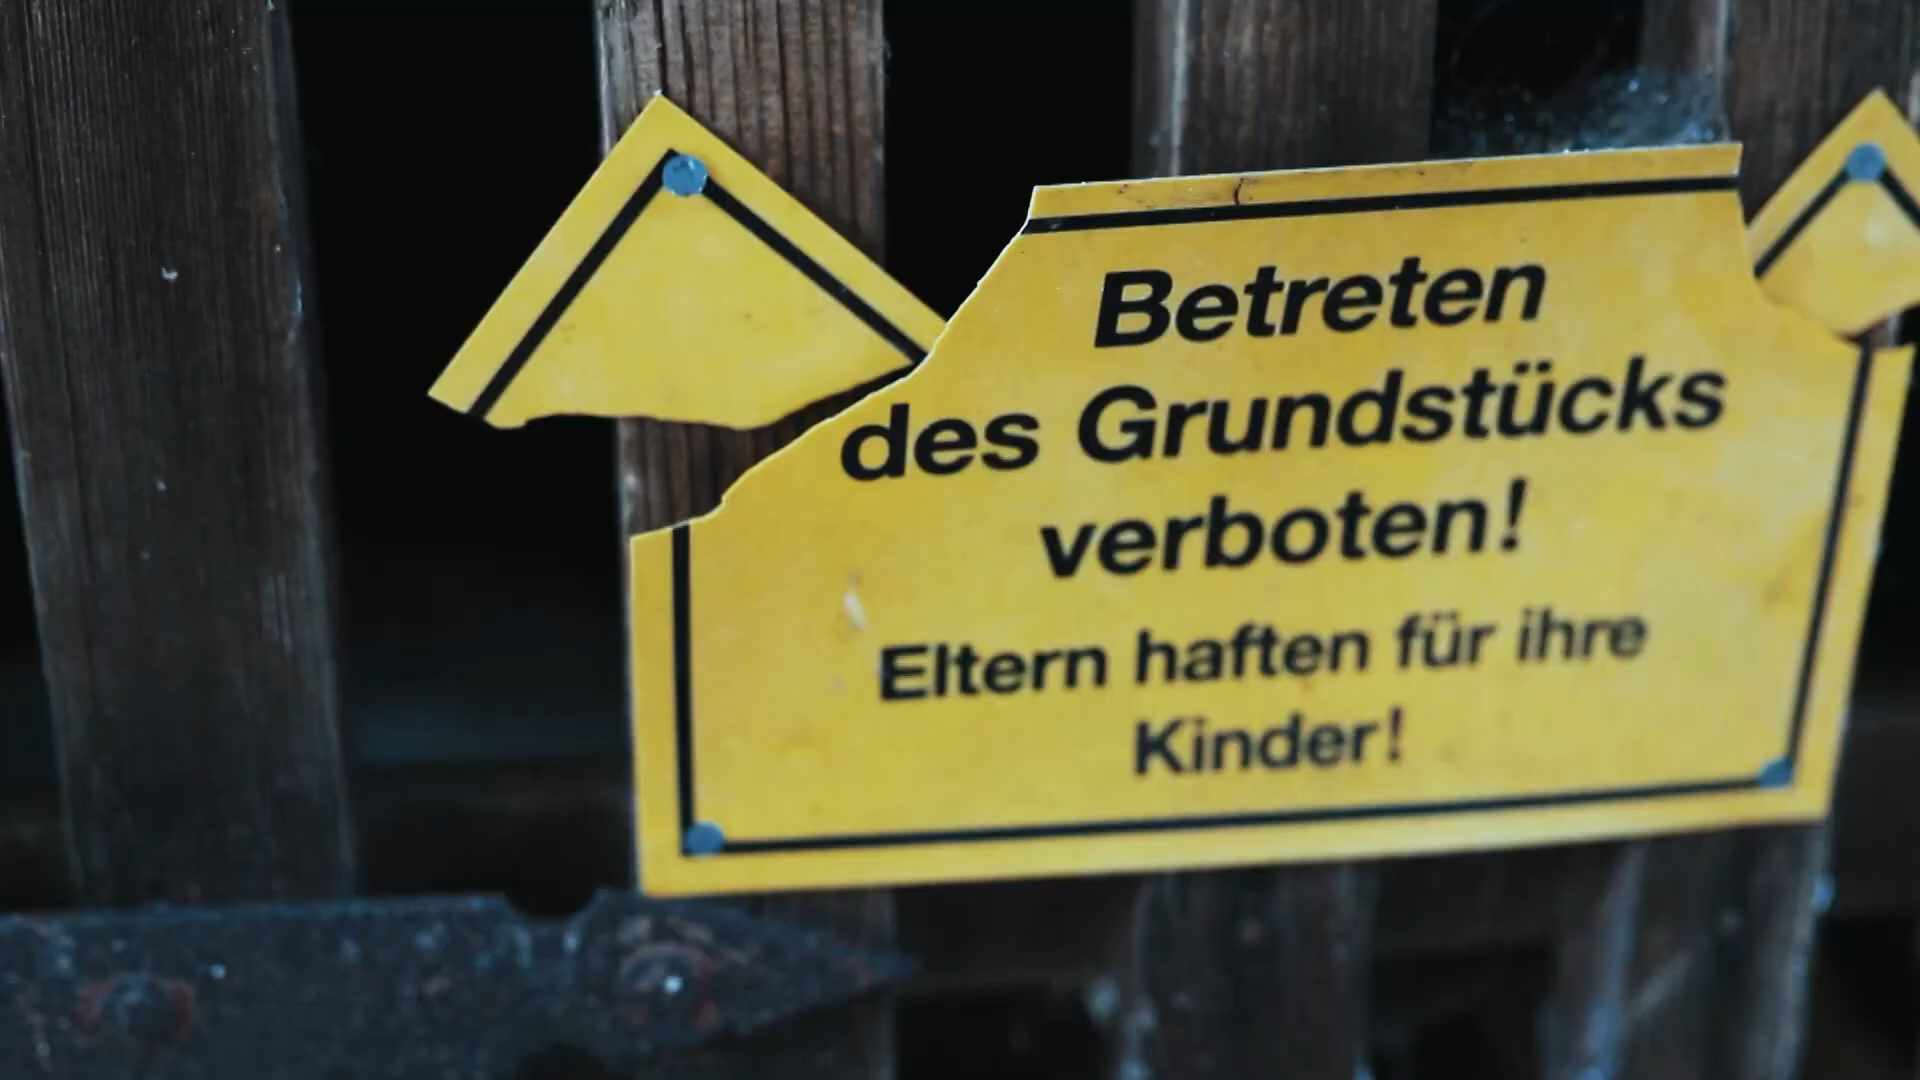 Betreten
des Grundstücks
verboten!
Eltern haften für ihre
Kinder!